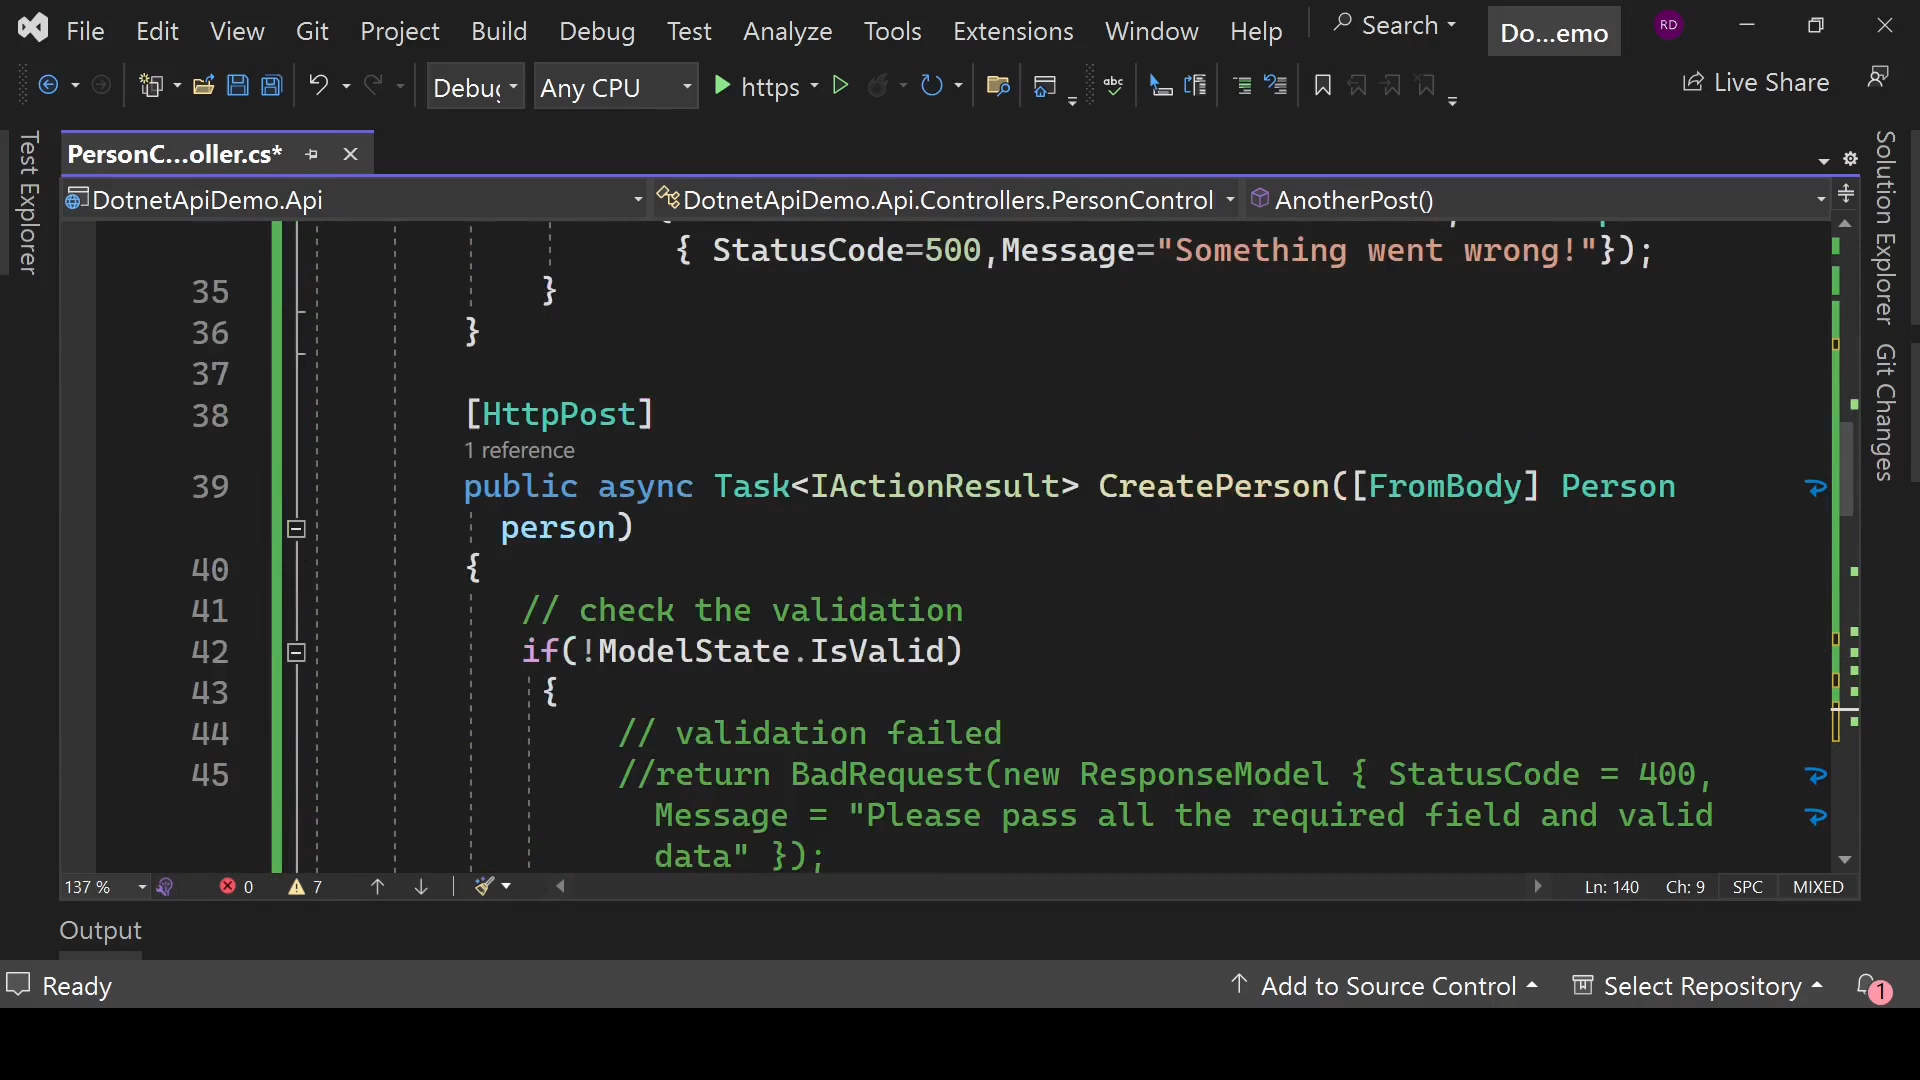 File Edit View Git Project Build Debug Test Analyze Tools Extensions Window Help Search Do...emo RD
Debug Any CPU https Live Share
Test Explorer
PersonC...oller.cs*
DotnetApiDemo.Api DotnetApiDemo.Api.Controllers.PersonControl AnotherPost()
{ StatusCode=500,Message="Something went wrong!"});
35 }
36 }
37
38 [HttpPost]
1 reference
39 public async Task<IActionResult> CreatePerson([FromBody] Person
person)
40 {
41 // check the validation
42 if(!ModelState.IsValid)
43 {
44 // validation failed
45 //return BadRequest(new ResponseModel { StatusCode = 400,
Message = "Please pass all the required field and valid
data" });
Solution Explorer
Git Changes
137 % 0 7 Ln: 140 Ch: 9 SPC MIXED
Output
Ready Add to Source Control Select Repository 1